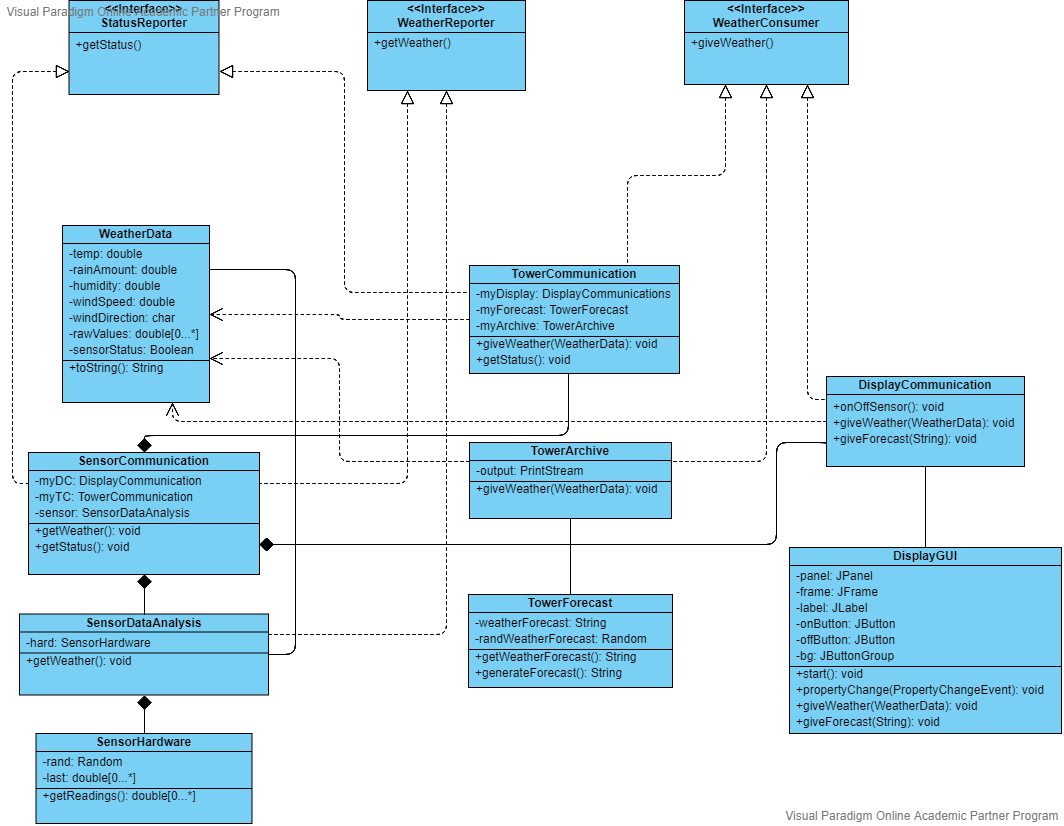 Visual Paradigm Online Academic Partner Program
<<Interface>>
StatusReporter
+getStatus()
<<Interface>>
WeatherReporter
+getWeather()
<<Interface>>
WeatherConsumer
+giveWeather()
WeatherData
-temp: double
-rainAmount: double
-humidity: double
-windSpeed: double
-windDirection: char
-rawValues: double[0...*]
-sensorStatus: Boolean
+toString(): String
TowerCommunication
-myDisplay: DisplayCommunications
-myForecast: TowerForecast
-myArchive: TowerArchive
+giveWeather(WeatherData): void
+getStatus(): void
DisplayCommunication
+onOffSensor(): void
+giveWeather(WeatherData): void
+giveForecast(String): void
SensorCommunication
-myDC: DisplayCommunication
-myTC: TowerCommunication
-sensor: SensorDataAnalysis
+getWeather(): void
+getStatus(): void
TowerArchive
-output: PrintStream
+giveWeather(WeatherData): void
DisplayGUI
-panel: JPanel
-frame: JFrame
-label: JLabel
-onButton: JButton
-offButton: JButton
-bg: JButtonGroup
+start(): void
+propertyChange(PropertyChangeEvent): void
+giveWeather(WeatherData): void
+giveForecast(String): void
SensorDataAnalysis
-hard: SensorHardware
+getWeather(): void
TowerForecast
-weatherForecast: String
-randWeatherForecast: Random
+getWeatherForecast(): String
+generateForecast(): String
SensorHardware
-rand: Random
-last: double[0...*]
+getReadings(): double[0...*]
Visual Paradigm Online Academic Partner Program